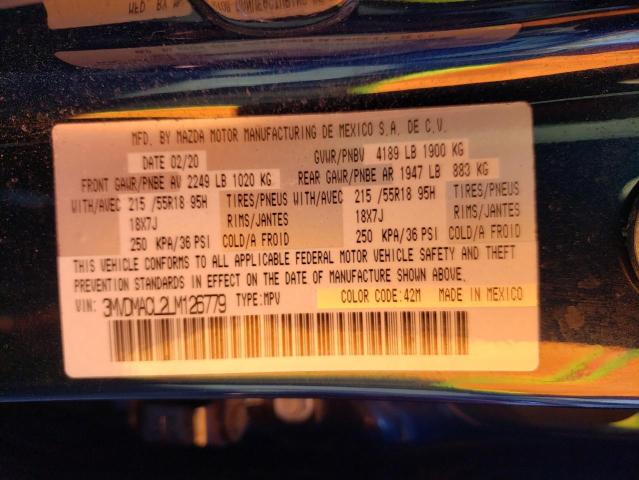 MFD. BY MAZDA MOTOR MANUFACTURING DE MEXICO S.A. DE C.V.
DATE 02/20 GVWR/PNBV 4189 LB 1900 KG
FRONT GAWR/PNBE AV 2249 LB 1020 KG REAR GAWR/PNBE AR 1947 LB 883 KG
WITH/AVEC 215 /55R18 95H TIRES/PNEUS WITH/AVEC 215 /55R18 95H TIRES/PNEUS
18X7J RIMS/JANTES 18X7J RIMS/JANTES
250 KPA/36 PSI COLD/A FROID 250 KPA/36 PSI COLD/A FROID
THIS VEHICLE CONFORMS TO ALL APPLICABLE FEDERAL MOTOR VEHICLE SAFETY AND THEFT
PREVENTION STANDARDS IN EFFECT ON THE DATE OF MANUFACTURE SHOWN ABOVE.
VIN: 3MVDMACL2LM126779 TYPE:MPV COLOR CODE:42M MADE IN MEXICO